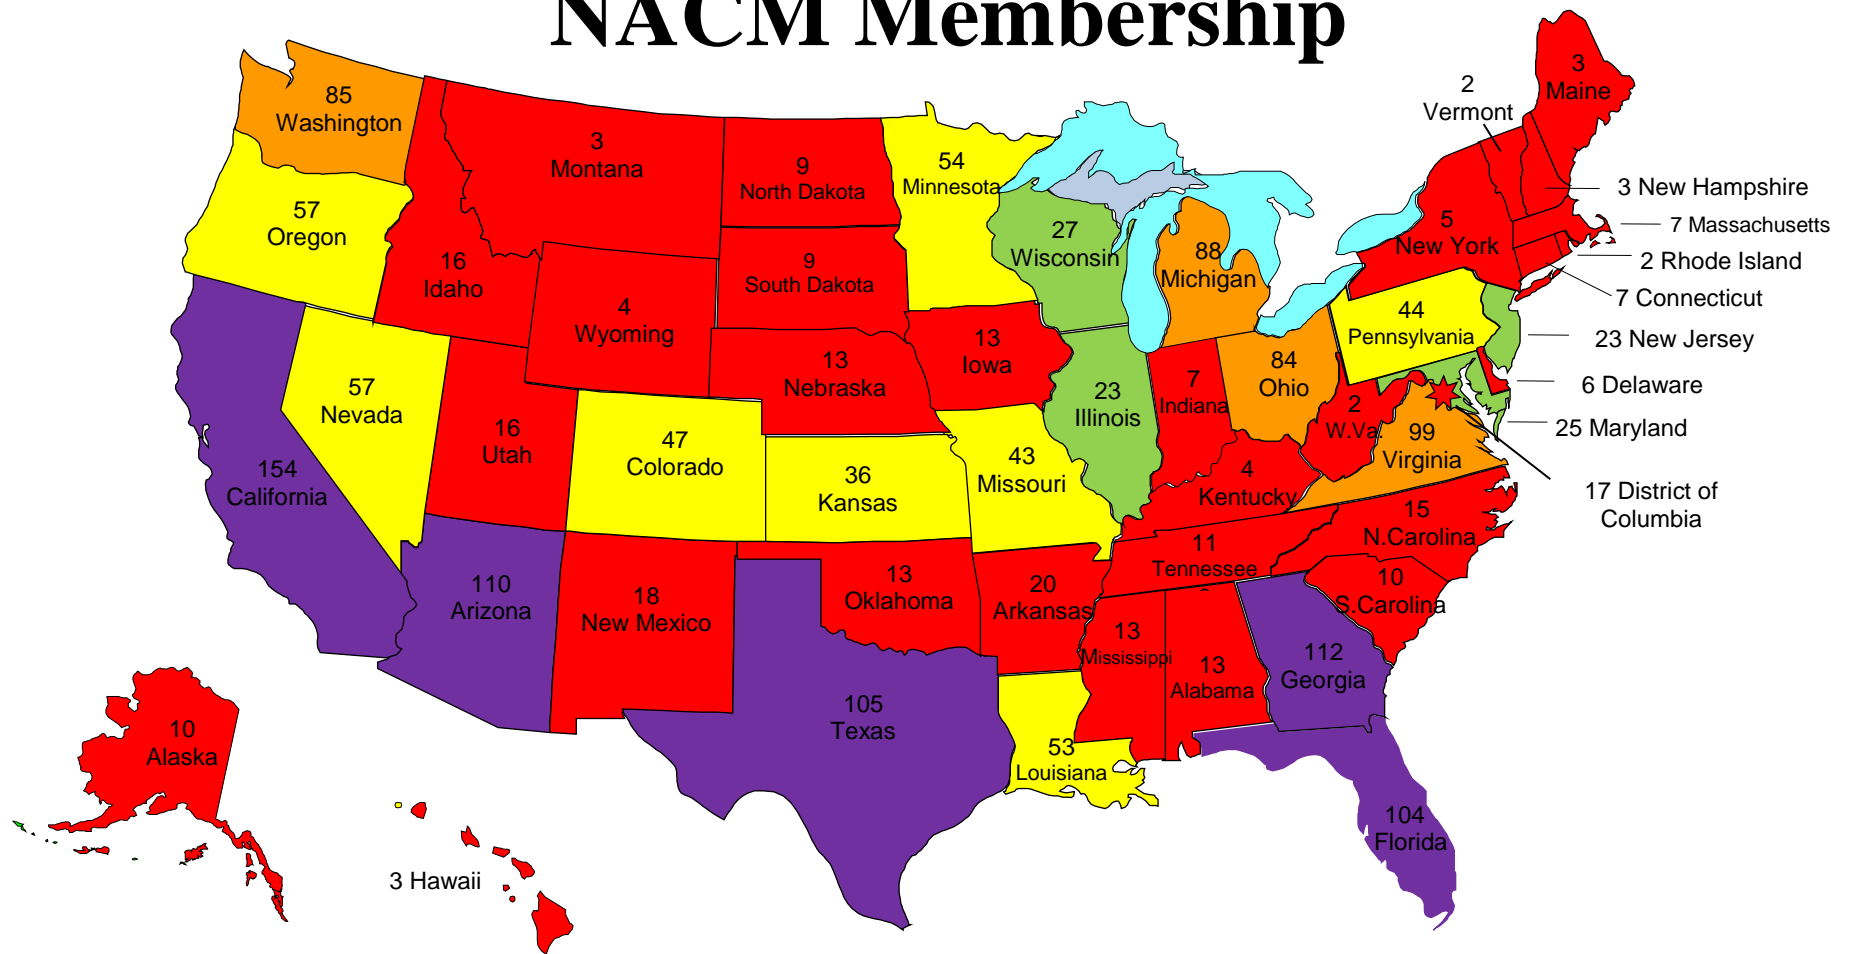 NACM Membership
3
Maine
2
Vermont
85
Washington
3
Montana
9
North Dakota
54
Minnesota
3 New Hampshire
7 Massachusetts
57
Oregon
5
New York
27
Wisconsin
88
Michigan
2 Rhode Island
16
Idaho
9
South Dakota
7 Connecticut
4
Wyoming
44
Pennsylvania
23 New Jersey
13
Iowa
13
Nebraska
84
Ohio
7
Indiana
6 Delaware
57
Nevada
23
Illinois
2
W.Va.
25 Maryland
16
Utah
47
Colorado
99
Virginia
154
California
36
Kansas
43
Missouri
4
Kentucky
17 District of
Columbia
15
N.Carolina
11
Tennessee
110
Arizona
18
New Mexico
13
Oklahoma
20
Arkansas
10
S.Carolina
13
Mississippi
13
Alabama
112
Georgia
105
Texas
10
Alaska
53
Louisiana
104
Florida
3 Hawaii